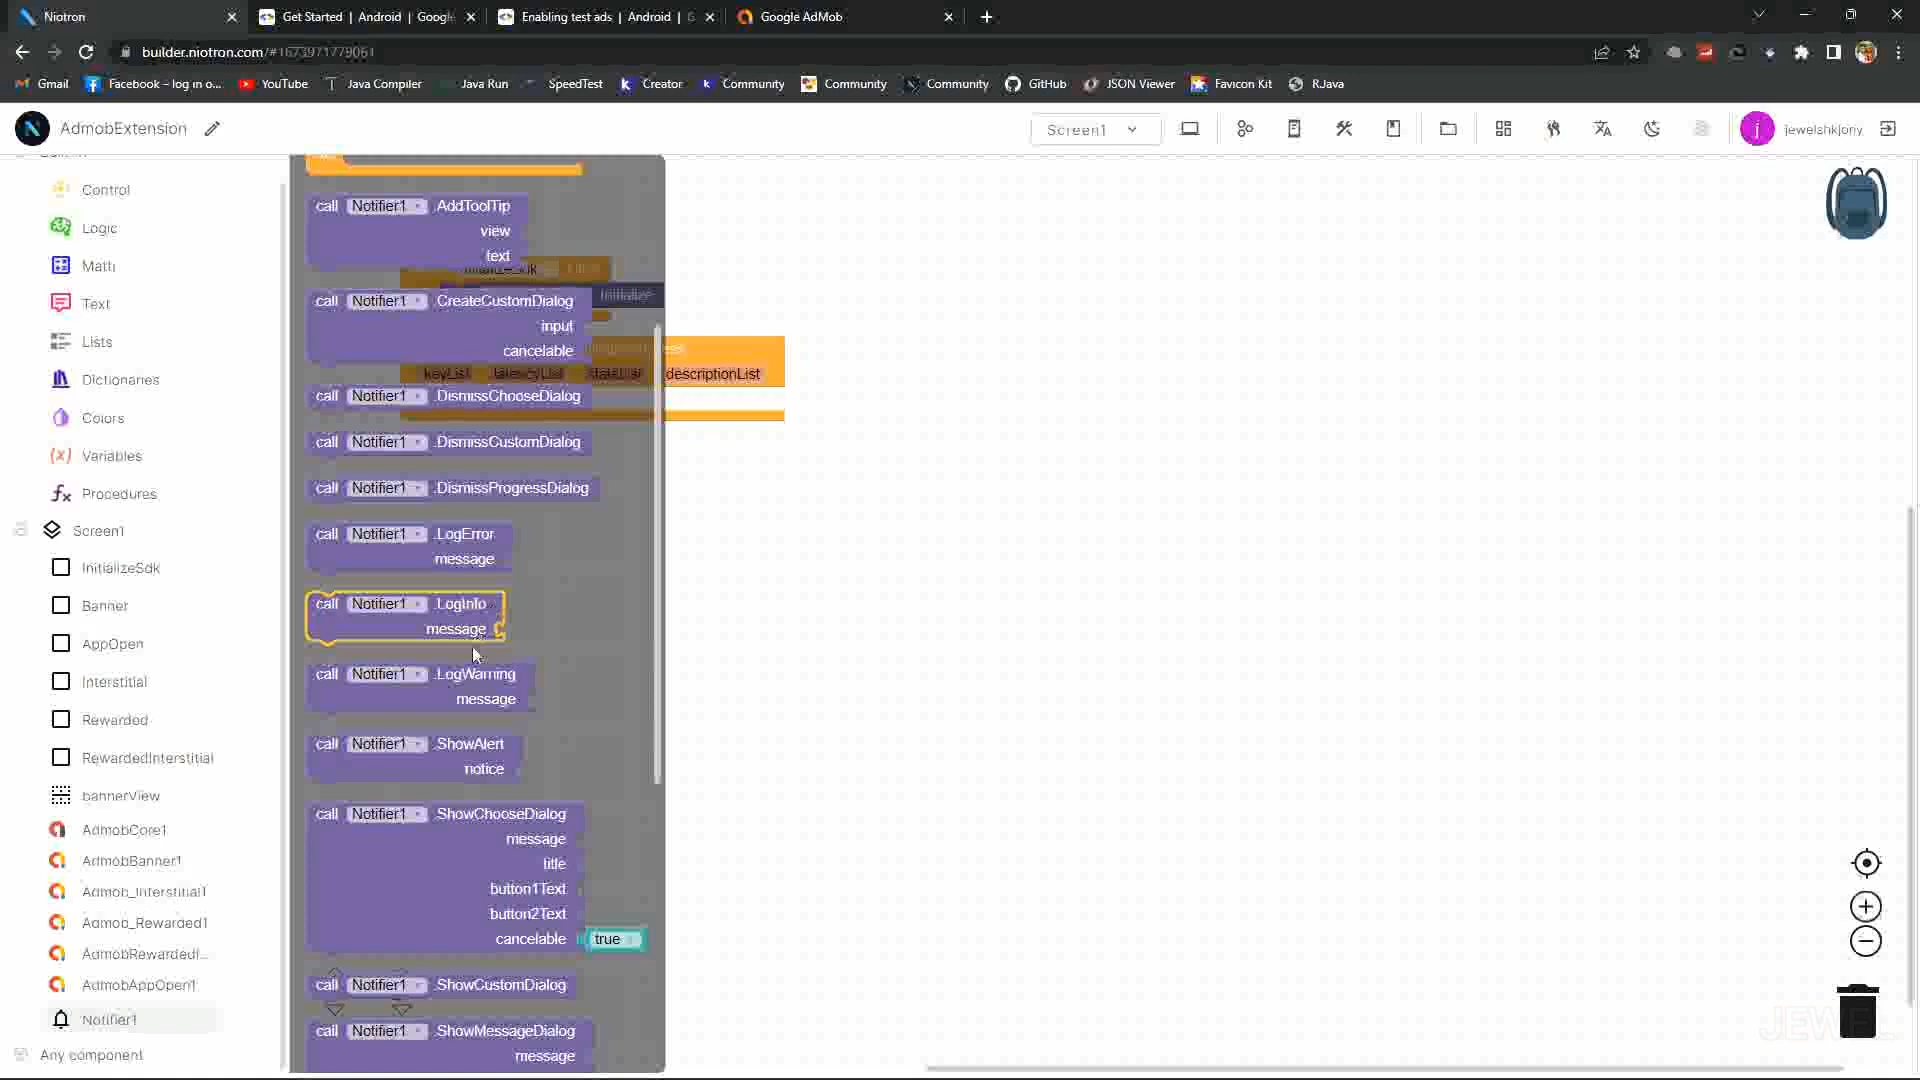 Niotron
Get Started | Android | Google
Enabling test ads | Android | G
Google AdMob
builder.niotron.com/#1673971779061
Gmail
Facebook – log in o...
YouTube
Java Compiler
Java Run
SpeedTest
Creator
Community
Community
Community
GitHub
JSON Viewer
Favicon Kit
RJava
AdmobExtension
Screen1
jewelshkjony
Control
Logic
Math
Text
Lists
Dictionaries
Colors
Variables
Procedures
Screen1
InitializeSdk
Banner
AppOpen
Interstitial
Rewarded
RewardedInterstitial
bannerView
AdmobCore1
AdmobBanner1
Admob_Interstitial1
Admob_Rewarded1
AdmobRewardedI...
AdmobAppOpen1
Notifier1
Any component
call Notifier1 .AddToolTip
view
text
call Notifier1 .CreateCustomDialog
Initialize
input
cancelable
keyList latencyList stateList descriptionList
call Notifier1 .DismissChooseDialog
call Notifier1 .DismissCustomDialog
call Notifier1 .DismissProgressDialog
call Notifier1 .LogError
message
call Notifier1 .LogInfo
message
call Notifier1 .LogWarning
message
call Notifier1 .ShowAlert
notice
call Notifier1 .ShowChooseDialog
message
title
button1Text
button2Text
cancelable true
call Notifier1 .ShowCustomDialog
call Notifier1 .ShowMessageDialog
message
JEWEL